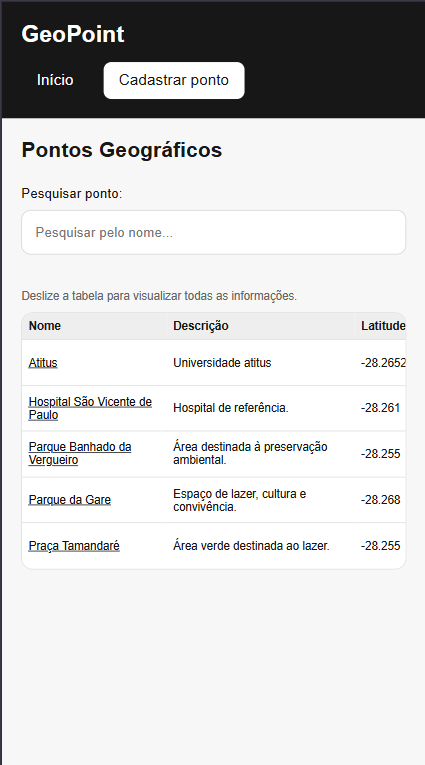 GeoPoint
Início Cadastrar ponto
Pontos Geográficos
Pesquisar ponto:
Pesquisar pelo nome...
Deslize a tabela para visualizar todas as informações.
Nome Descrição Latitude
Atitus Universidade atitus -28.2652
Hospital São Vicente de
Paulo Hospital de referência. -28.261
Parque Banhado da
Vergueiro Área destinada à preservação
ambiental. -28.255
Parque da Gare Espaço de lazer, cultura e
convivência. -28.268
Praça Tamandaré Área verde destinada ao lazer. -28.255